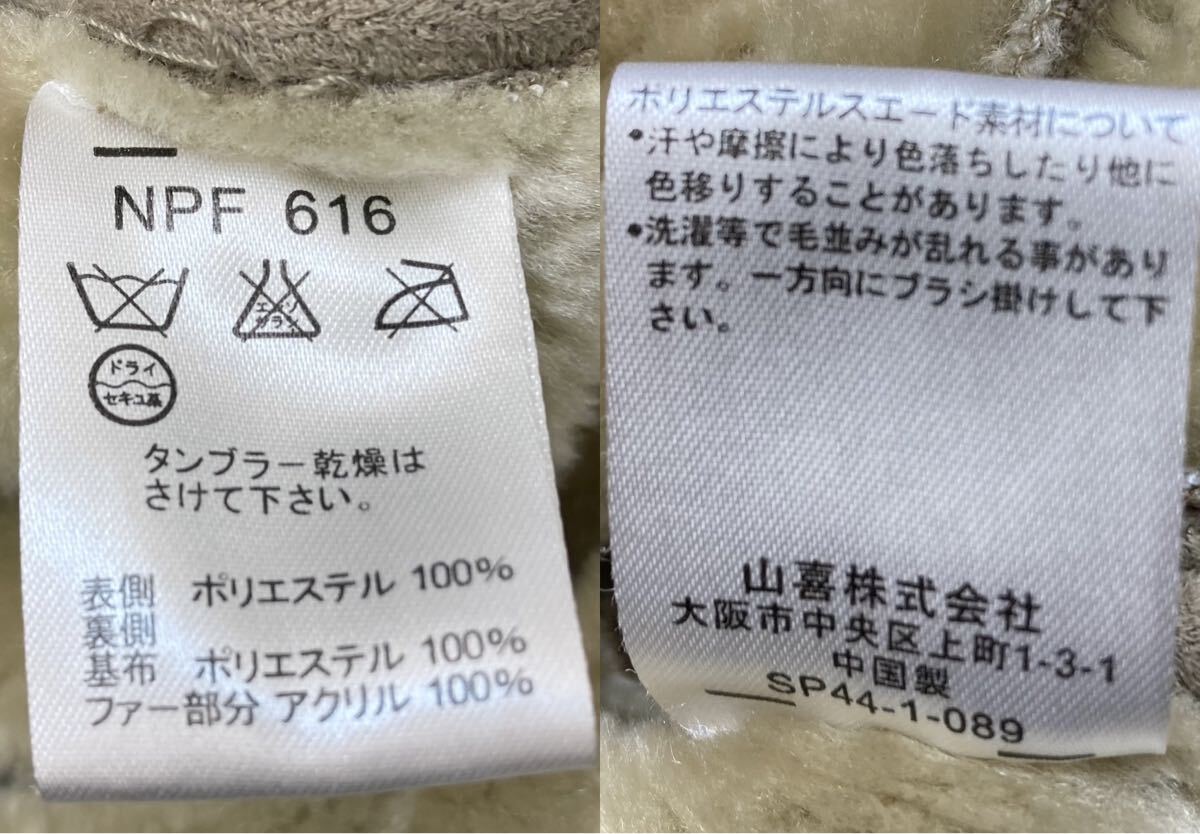 NPF 616
エンソ
サラシ
ドライ
セキユ系
タンブラー乾燥は
さけて下さい。
表側 ポリエステル 100%
裏側
基布 ポリエステル 100%
ファー部分 アクリル 100%
ポリエステルスエード素材について
•汗や摩擦により色落ちしたり他に
色移りすることがあります。
•洗濯等で毛並みが乱れる事があり
ます。一方向にブラシ掛けして下
さい。
山喜株式会社
大阪市中央区上町1-3-1
中国製
SP44-1-089